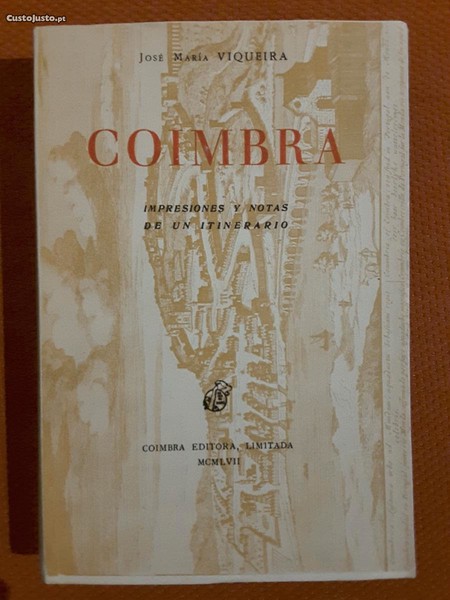 CustoJusto.pt
JOSÉ MARÍA VIQUEIRA
COIMBRA
IMPRESIONES Y NOTAS
DE UN ITINERARIO
COIMBRA EDITORA, LIMITADA
MCMLVII